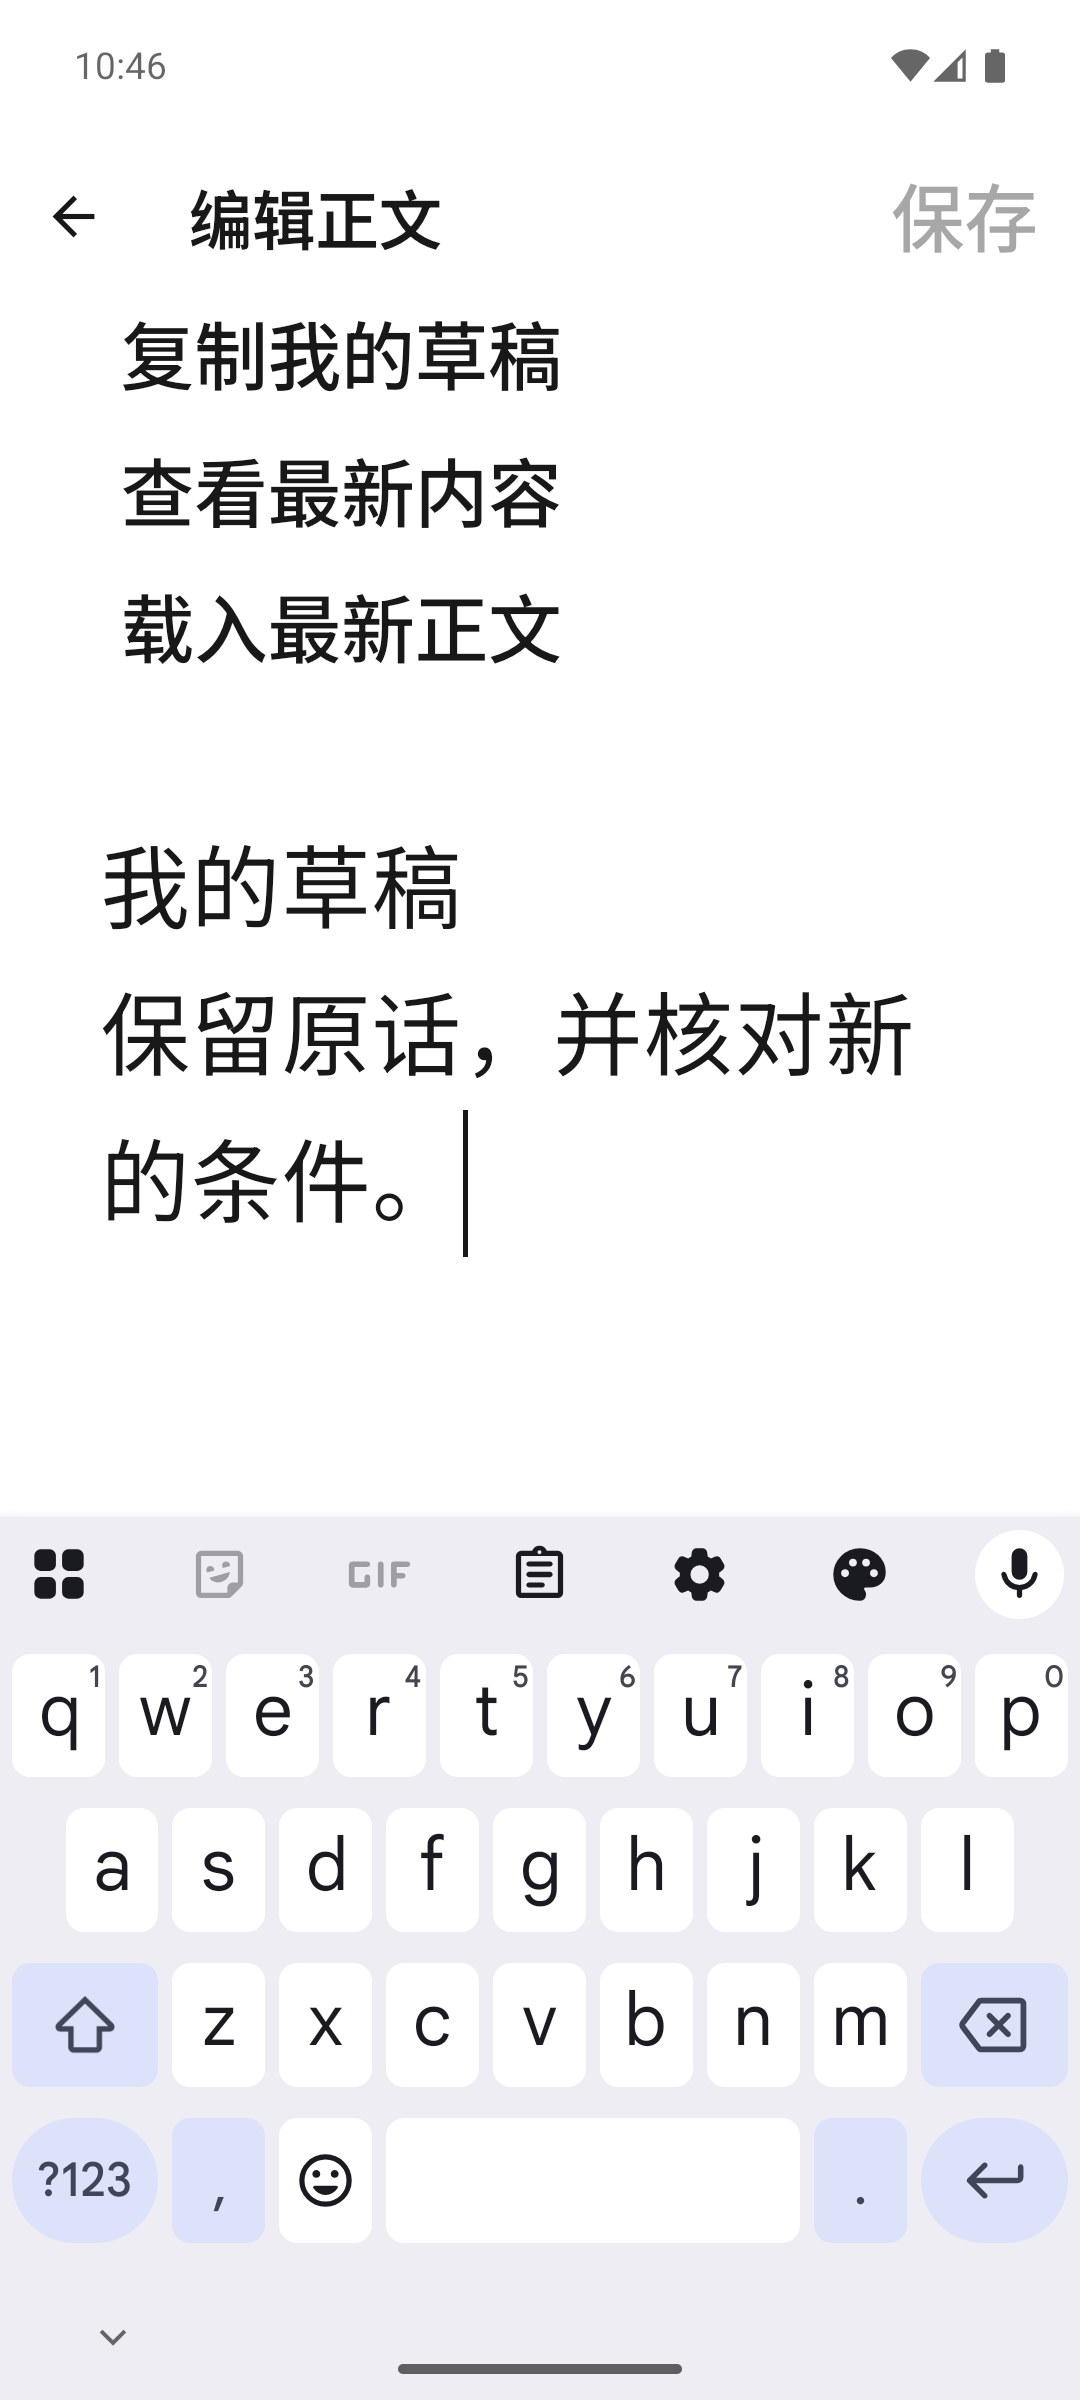 10:46
编辑正文
保存
复制我的草稿
查看最新内容
载入最新正文
我的草稿
保留原话，并核对新
的条件。
GIF
q1 w2 e3 r4 t5 y6 u7 i8 o9 p0
a s d f g h j k l
z x c v b n m
?123 , .